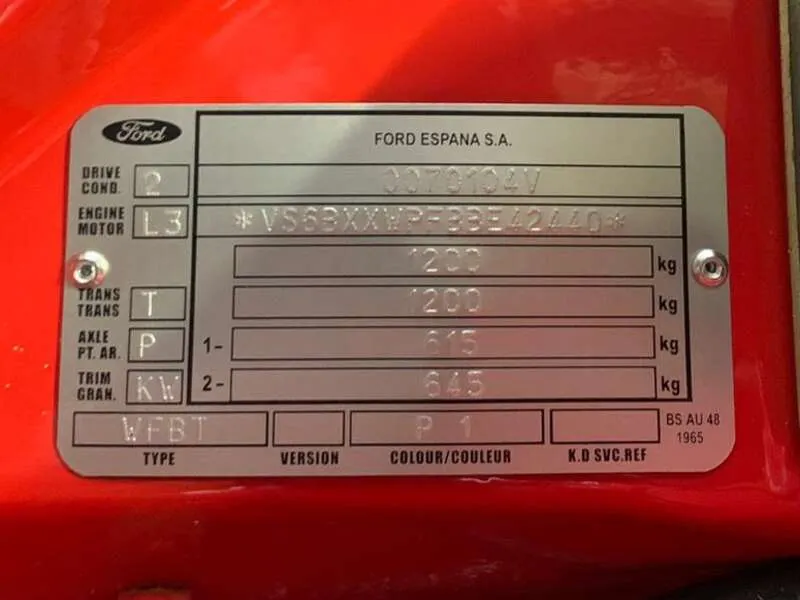 Ford
FORD ESPANA S.A.
DRIVE
COND. 2
ENGINE
MOTOR L3
1200 kg
TRANS
TRANS T 1200 kg
AXLE
PT. AR. P 1- 615 kg
TRIM
GRAN. KW 2- 645 kg
WFBT P 1 BS AU 48
1965
TYPE VERSION COLOUR/COULEUR K.D SVC.REF